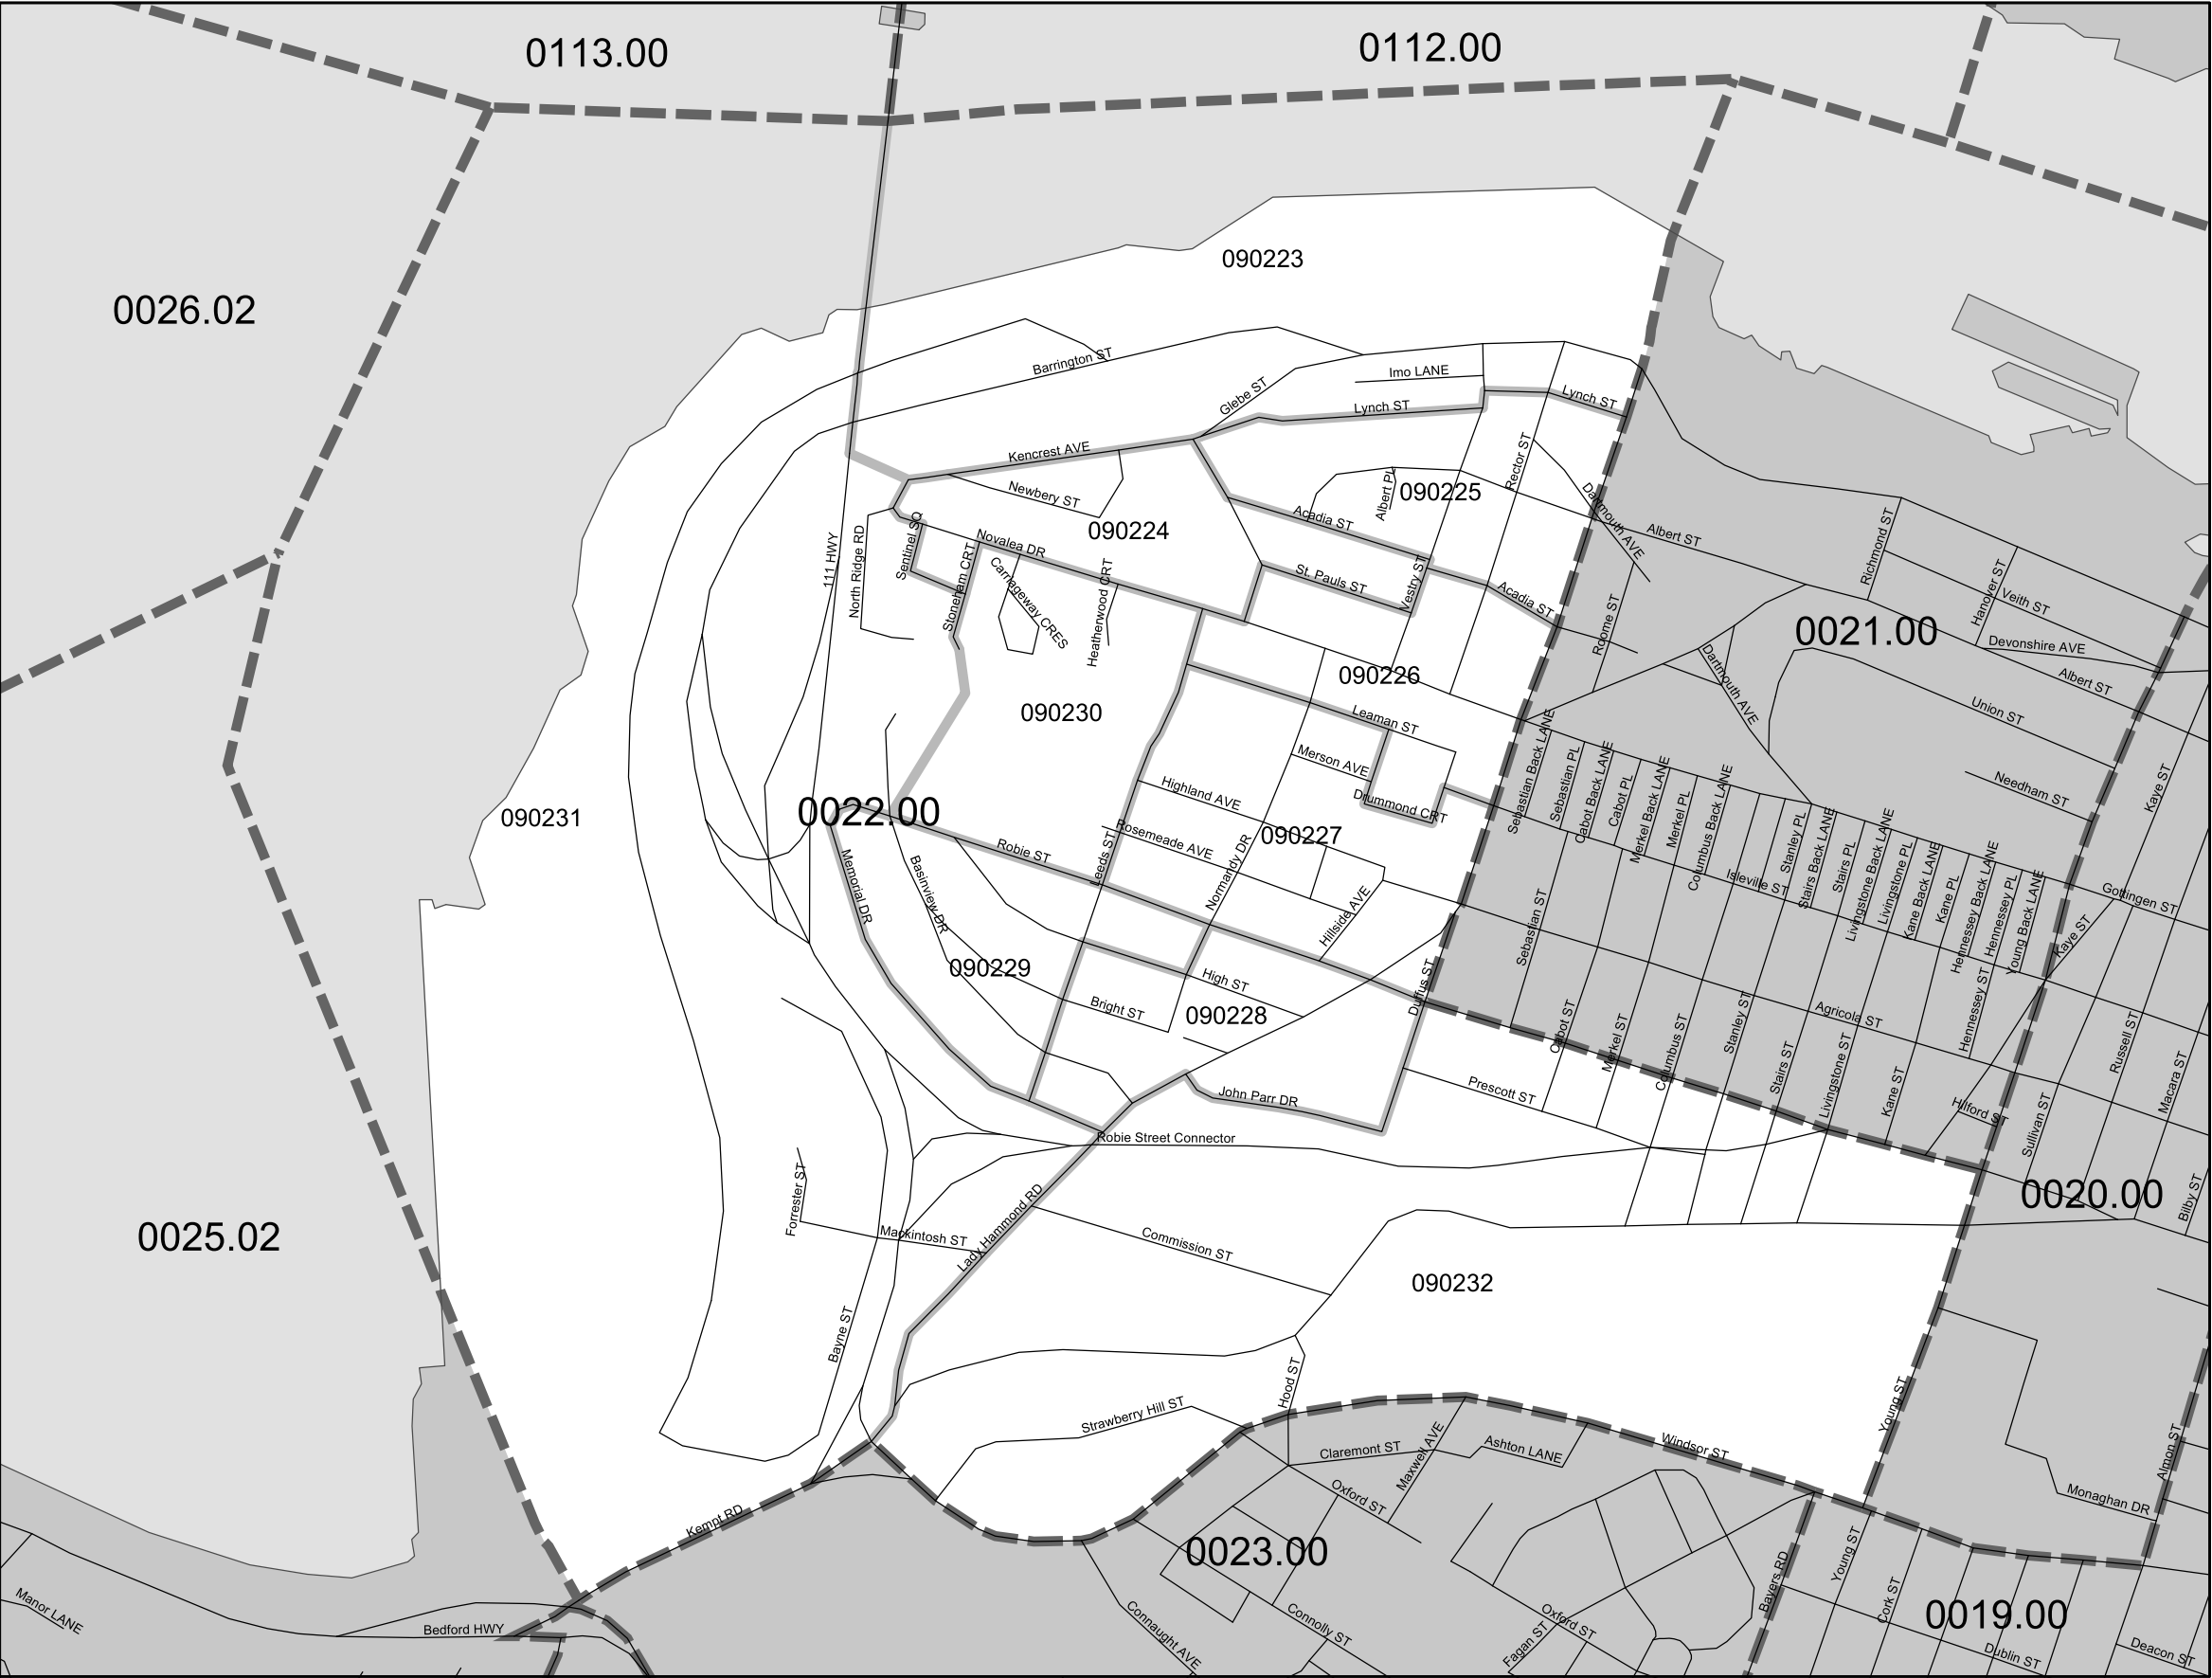 0113.00
0112.00
090223
0026.02
Barrington ST
Imo LANE
Glebe ST
Lynch ST
Lynch ST
Kencrest AVE
Rector ST
Newbery ST
Albert PL
090225
Dartmouth AVE
Acadia ST
090224
Albert ST
Richmond ST
Sentinel SQ
Novalea DR
111 HWY
North Ridge RD
Stoneham CRT
Carriageway CRES
Heatherwood CRT
St. Pauls ST
Vestry ST
Acadia ST
Roome ST
Hanover ST
Veith ST
0021.00
Devonshire AVE
Albert ST
090226
Dartmouth AVE
090230
Leaman ST
Union ST
Merson AVE
Highland AVE
Drummond CRT
Sebastian Back LANE
Sebastian PL
Cabot Back LANE
Cabot PL
Merkel Back LANE
Merkel PL
Columbus Back LANE
Stanley PL
Stairs Back LANE
Stairs PL
Livingstone Back LANE
Livingstone PL
Kane Back LANE
Kane PL
Hennessey Back LANE
Hennessey PL
Young Back LANE
Needham ST
Kaye ST
0022.00
090231
Rosemeade AVE
090227
Robie ST
Leeds ST
Normandy DR
Memorial DR
Basinview DR
Hillside AVE
Isleville ST
Gottingen ST
Kaye ST
Sebastian ST
090229
High ST
Bright ST
090228
Duffus ST
Cabot ST
Merkel ST
Columbus ST
Stanley ST
Agricola ST
Stairs ST
Livingstone ST
Kane ST
Hennessey ST
Russell ST
Macara ST
John Parr DR
Prescott ST
Hilford ST
Sullivan ST
Robie Street Connector
Forrester ST
0020.00
Bilby ST
Mackintosh ST
Lady Hammond RD
Commission ST
0025.02
090232
Bayne ST
Hood ST
Strawberry Hill ST
Claremont ST
Maxwell AVE
Ashton LANE
Windsor ST
Young ST
Almon ST
Oxford ST
Monaghan DR
Kempt RD
0023.00
Young ST
Bayers RD
Cork ST
0019.00
Manor LANE
Bedford HWY
Connaught AVE
Connolly ST
Oxford ST
Fagan ST
Dublin ST
Deacon ST